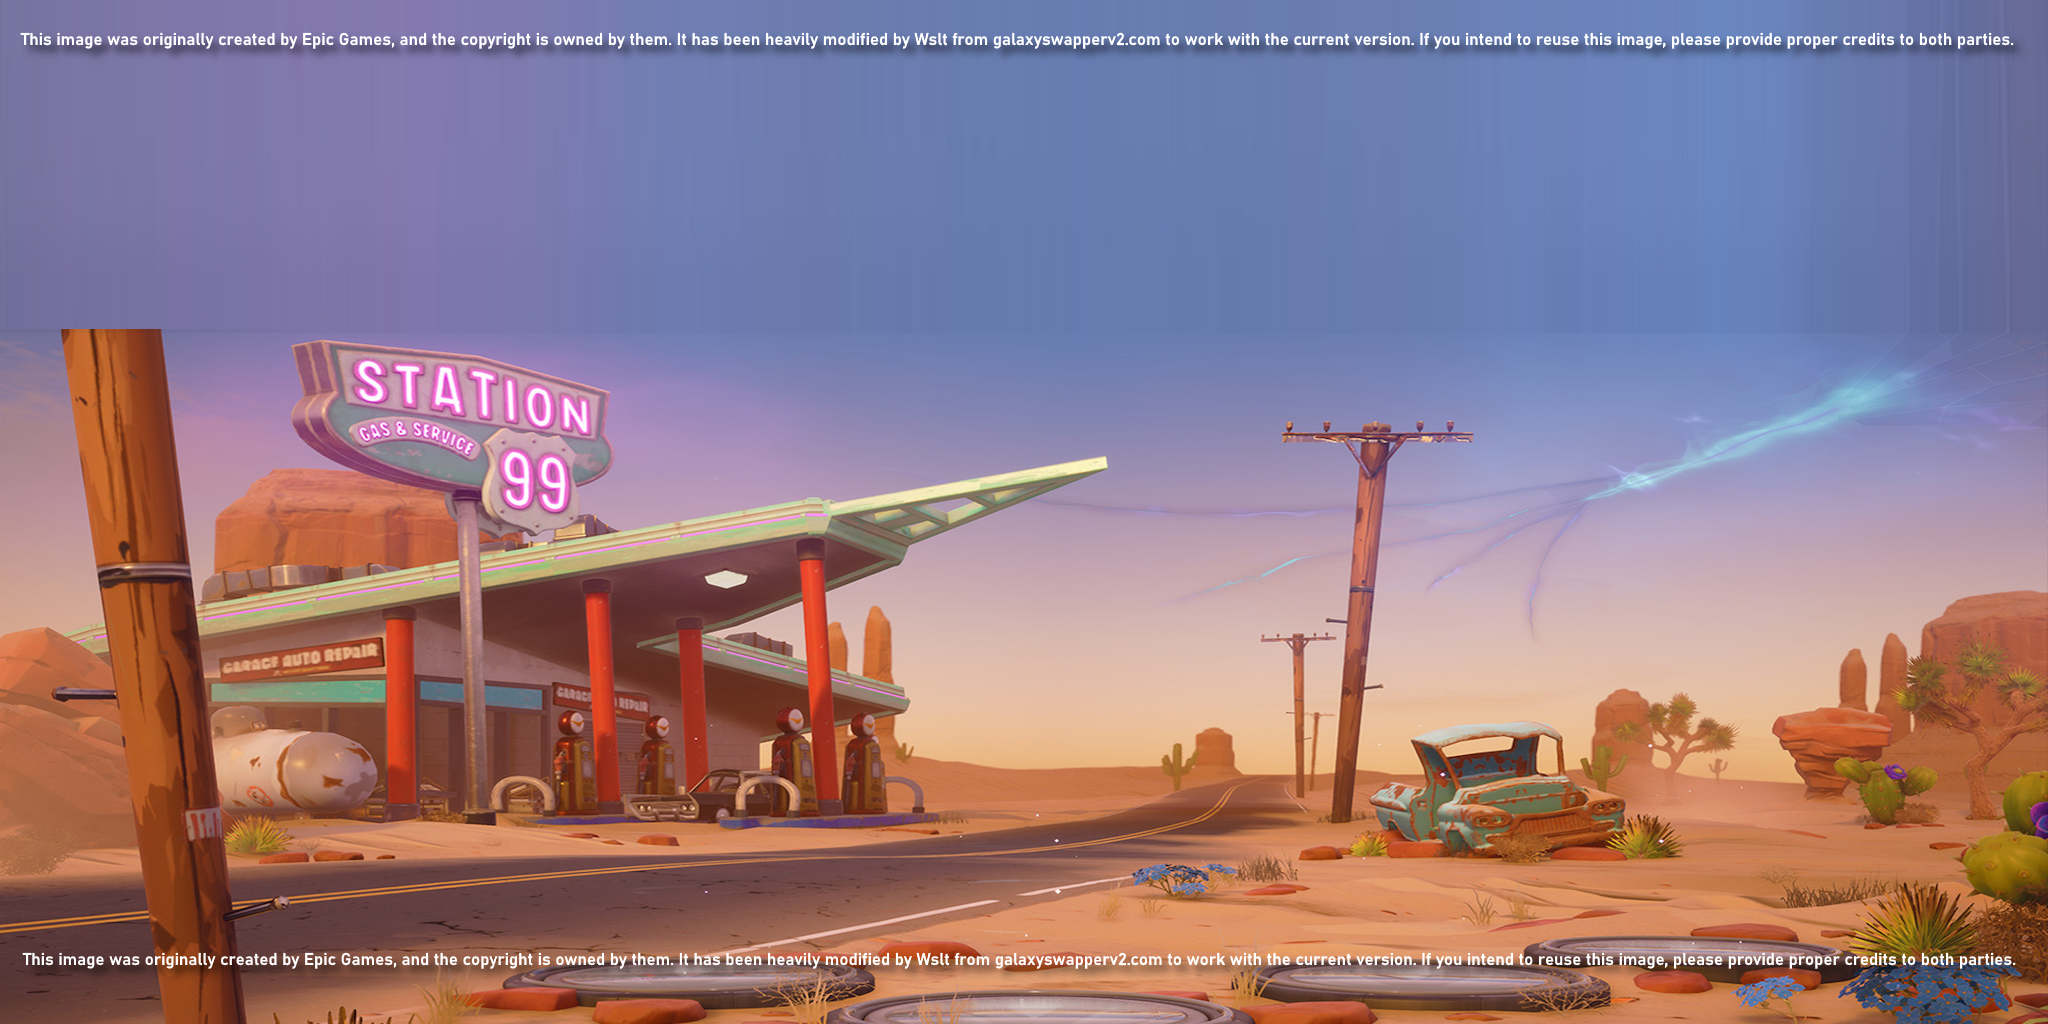 This image was originally created by Epic Games, and the copyright is owned by them. It has been heavily modified by Wslt from galaxyswapperv2.com to work with the current version. If you intend to reuse this image, please provide proper credits to both parties.
STATION
GAS & SERVICE
99
GARAGE AUTO REPAIR
GARAGE REPAIR
This image was originally created by Epic Games, and the copyright is owned by them. It has been heavily modified by Wslt from galaxyswapperv2.com to work with the current version. If you intend to reuse this image, please provide proper credits to both parties.